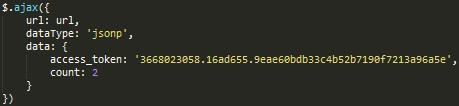 $.ajax({
    url: url,
    dataType: 'jsonp',
    data: {
        access_token: '3668023058.16ad655.9eae60bdb33c4b52b7190f7213a96a5e',
        count: 2
    }
})